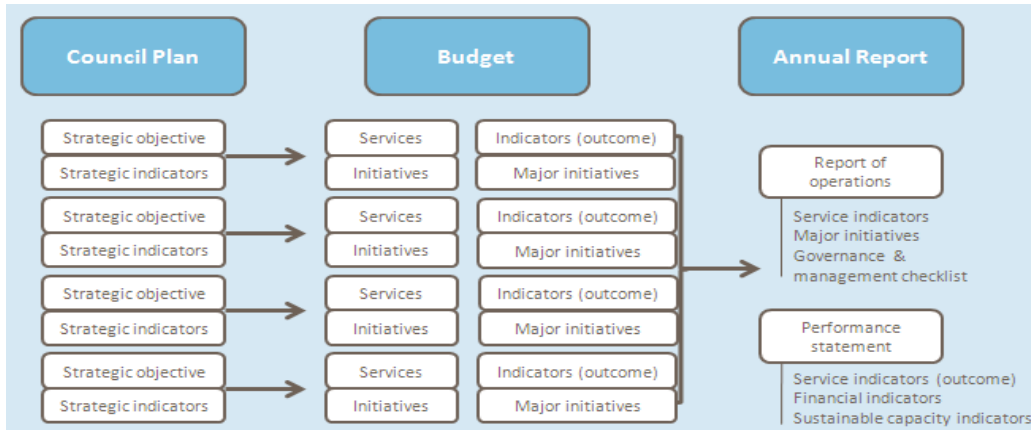 Council Plan
Budget
Annual Report
Strategic objective
Strategic indicators
Services
Initiatives
Indicators (outcome)
Major initiatives
Strategic objective
Strategic indicators
Services
Initiatives
Indicators (outcome)
Major initiatives
Strategic objective
Strategic indicators
Services
Initiatives
Indicators (outcome)
Major initiatives
Strategic objective
Strategic indicators
Services
Initiatives
Indicators (outcome)
Major initiatives
Report of
operations
Service indicators
Major initiatives
Governance &
management checklist
Performance
statement
Service indicators (outcome)
Financial indicators
Sustainable capacity indicators